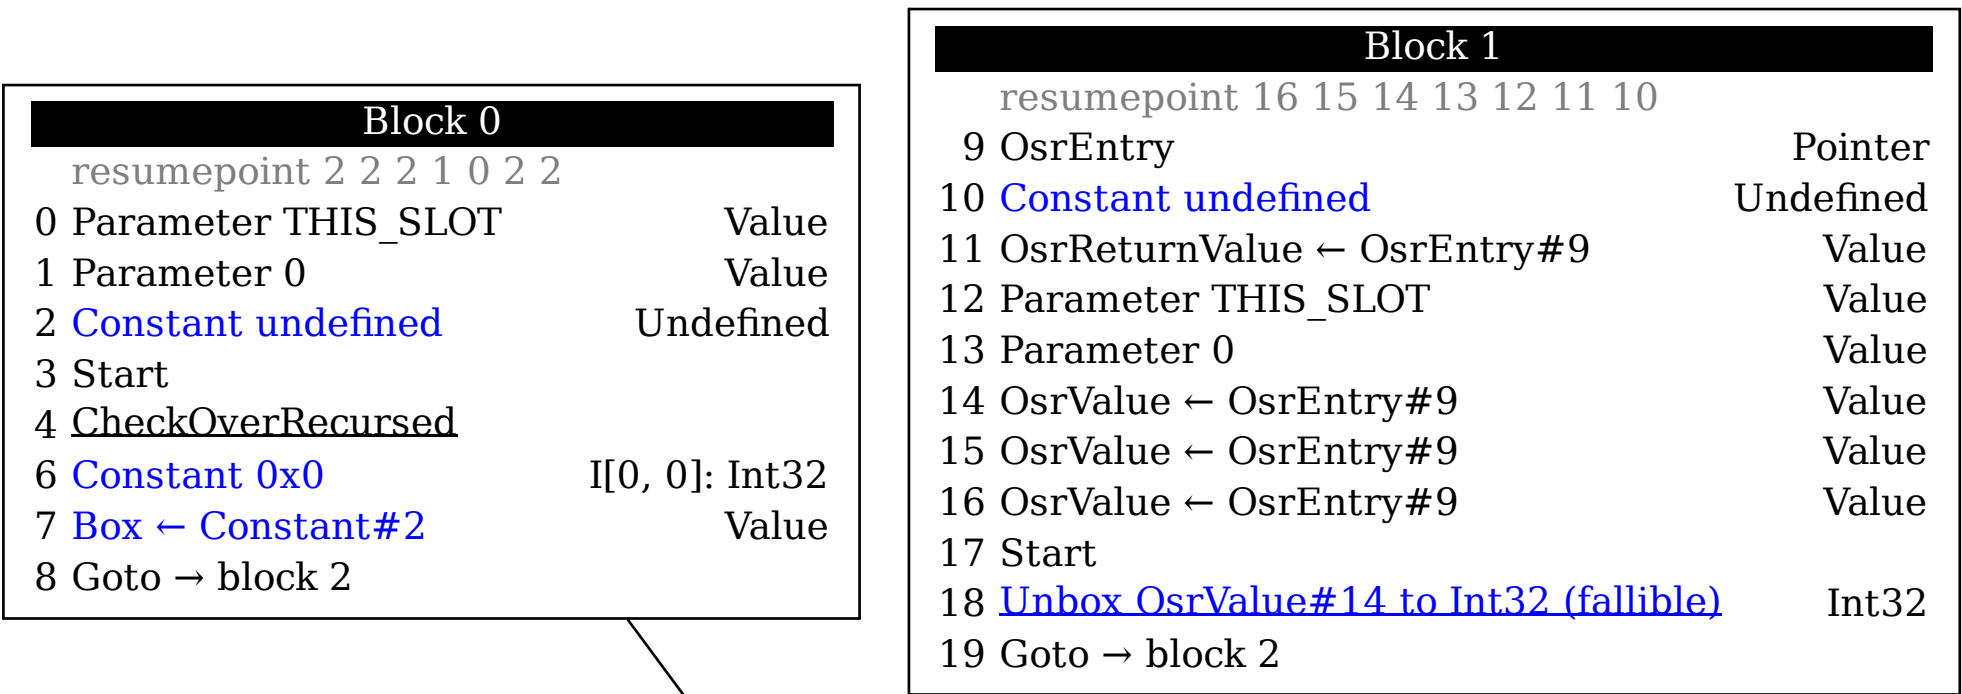 Block 0
resumepoint 2 2 2 1 0 2 2
0 Parameter THIS_SLOT Value
1 Parameter 0 Value
2 Constant undefined Undefined
3 Start
4 CheckOverRecursed
6 Constant 0x0 I[0, 0]: Int32
7 Box ← Constant#2 Value
8 Goto → block 2
Block 1
resumepoint 16 15 14 13 12 11 10
9 OsrEntry Pointer
10 Constant undefined Undefined
11 OsrReturnValue ← OsrEntry#9 Value
12 Parameter THIS_SLOT Value
13 Parameter 0 Value
14 OsrValue ← OsrEntry#9 Value
15 OsrValue ← OsrEntry#9 Value
16 OsrValue ← OsrEntry#9 Value
17 Start
18 Unbox OsrValue#14 to Int32 (fallible) Int32
19 Goto → block 2